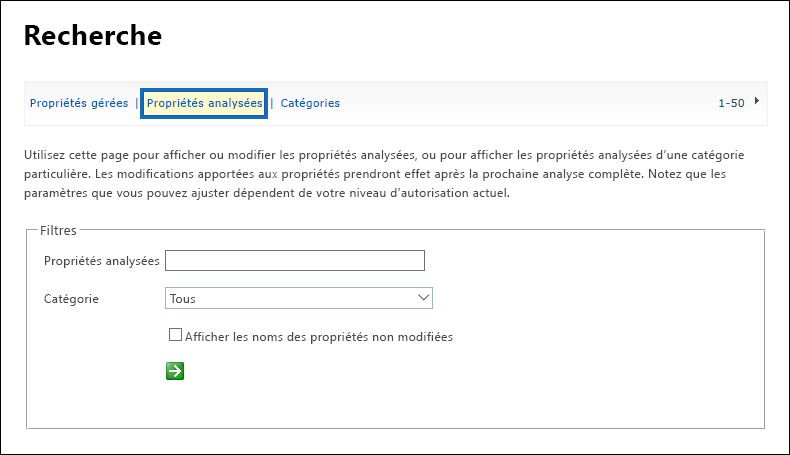 Recherche
Propriétés gérées | Propriétés analysées | Catégories 1-50
Utilisez cette page pour afficher ou modifier les propriétés analysées, ou pour afficher les propriétés analysées d’une catégorie
particulière. Les modifications apportées aux propriétés prendront effet après la prochaine analyse complète. Notez que les
paramètres que vous pouvez ajuster dépendent de votre niveau d’autorisation actuel.
Filtres
Propriétés analysées
Catégorie Tous
Afficher les noms des propriétés non modifiées